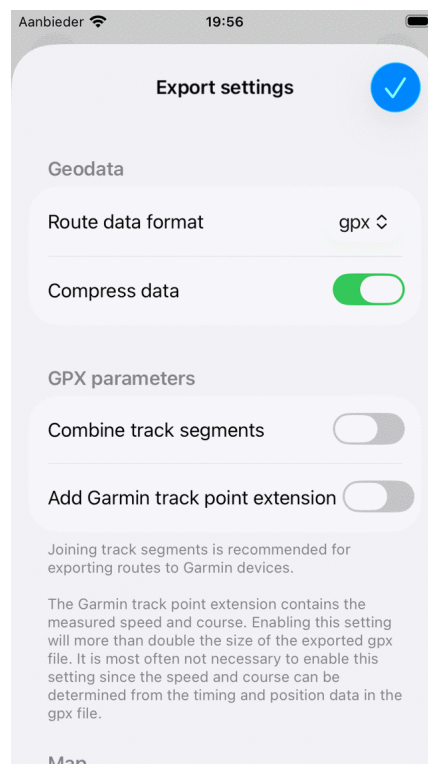 Aanbieder 19:56
Export settings
Geodata
Route data format gpx
Compress data
GPX parameters
Combine track segments
Add Garmin track point extension
Joining track segments is recommended for
exporting routes to Garmin devices.
The Garmin track point extension contains the
measured speed and course. Enabling this setting
will more than double the size of the exported gpx
file. It is most often not necessary to enable this
setting since the speed and course can be
determined from the timing and position data in the
gpx file.
Map